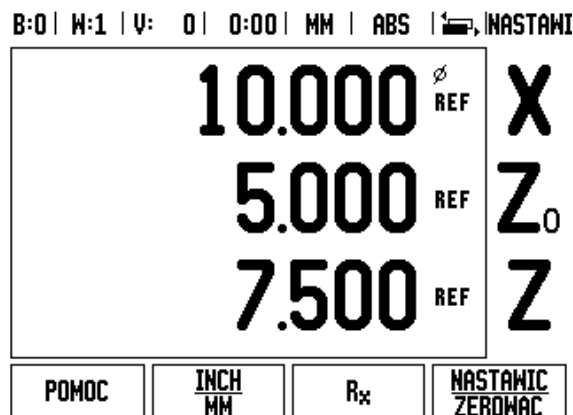 B:0 | W:1 | V: 0 | 0:00 | MM | ABS | NASTAWI
10.000 Ø REF X
5.000 REF Z0
7.500 REF Z
POMOC INCH MM Rx NASTAWIC ZEROWAC